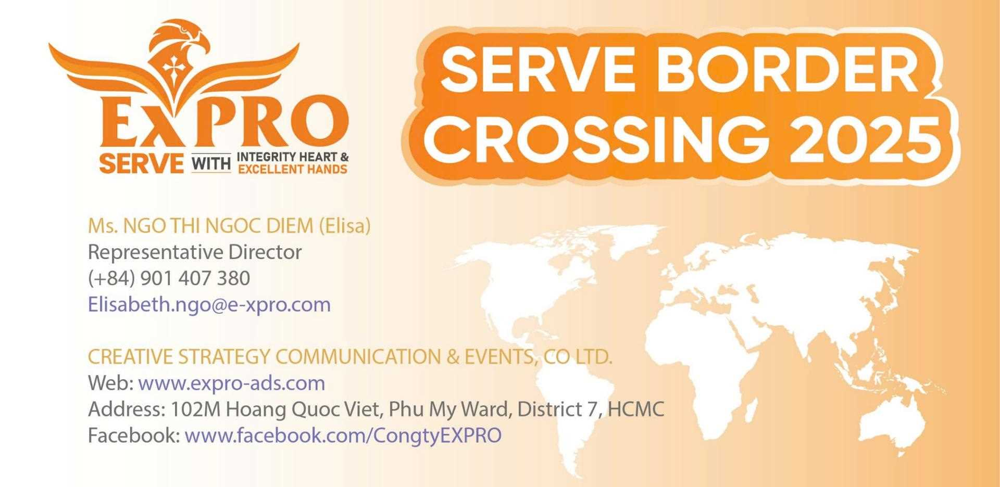 EXPRO
SERVE WITH INTEGRITY HEART &
EXCELLENT HANDS
SERVE BORDER
CROSSING 2025
Ms. NGO THI NGOC DIEM (Elisa)
Representative Director
(+84) 901 407 380
Elisabeth.ngo@e-xpro.com
CREATIVE STRATEGY COMMUNICATION & EVENTS, CO LTD.
Web: www.expro-ads.com
Address: 102M Hoang Quoc Viet, Phu My Ward, District 7, HCMC
Facebook: www.facebook.com/CongtyEXPRO